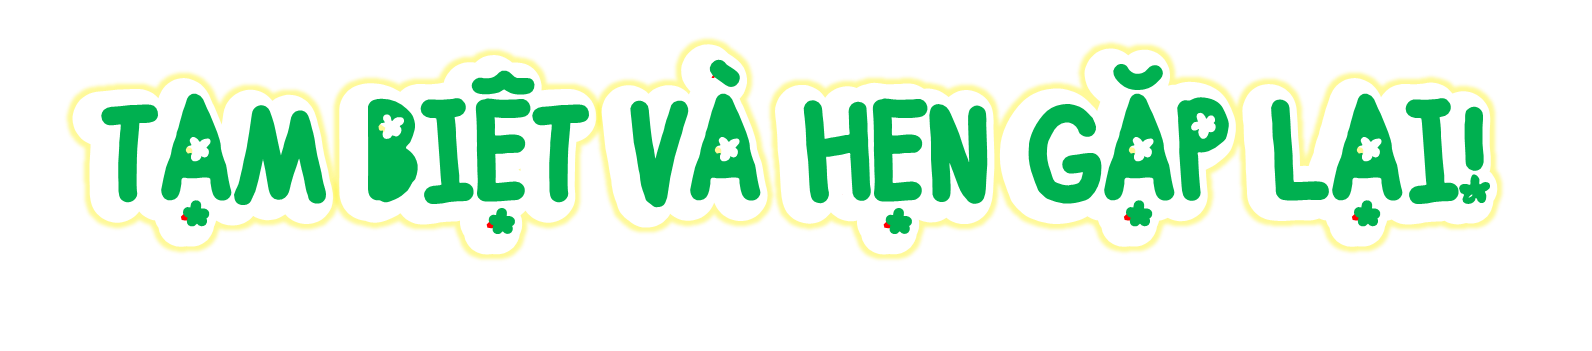 TẠM BIỆT VÀ HẸN GẶP LẠI!